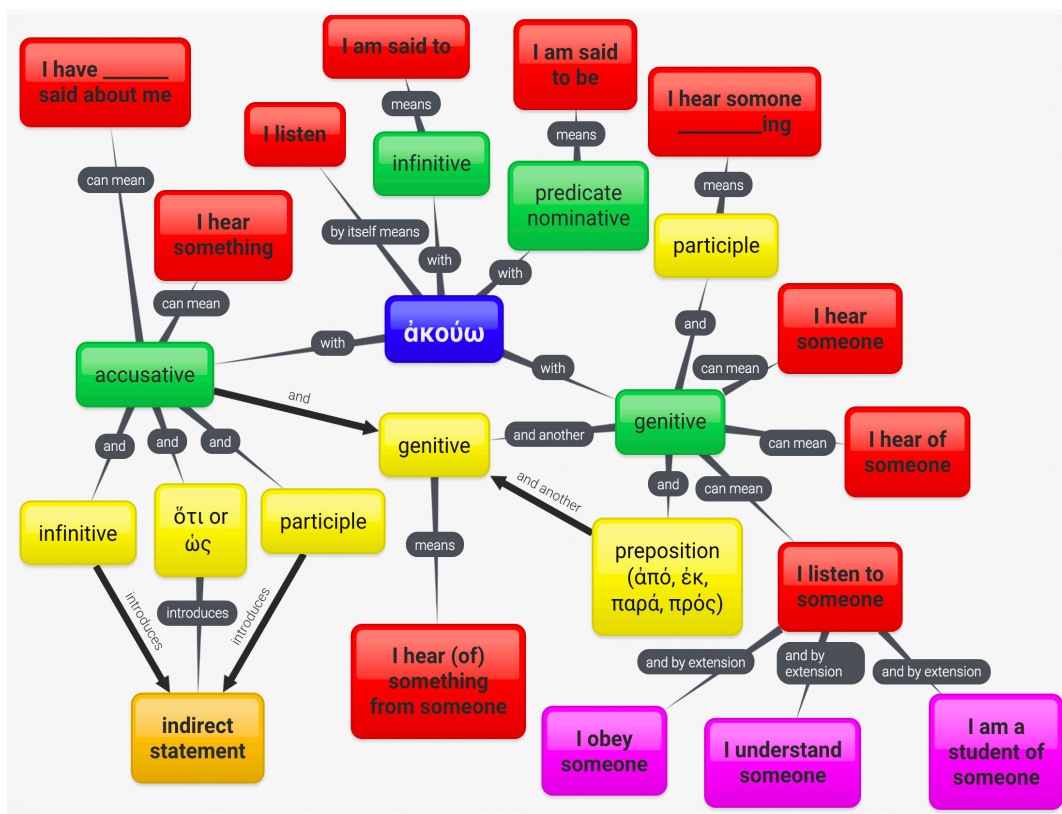 I have ______
said about me
can mean
I am said to
means
infinitive
with
I am said
to be
means
predicate
nominative
with
I hear somone
________ing
means
participle
and
I listen
by itself means
I hear
something
can mean
ἀκούω
with
accusative
with
genitive
can mean
I hear
someone
can mean
I hear of
someone
and
and another
genitive
and
and
and
infinitive
ὅτι or
ὡς
participle
introduces
introduces
introduces
indirect
statement
means
I hear (of)
something
from someone
and
and another
preposition
(ἀπό, ἐκ,
παρά, πρός)
can mean
I listen to
someone
and by extension
and by
extension
and by extension
I obey
someone
I understand
someone
I am a
student of
someone